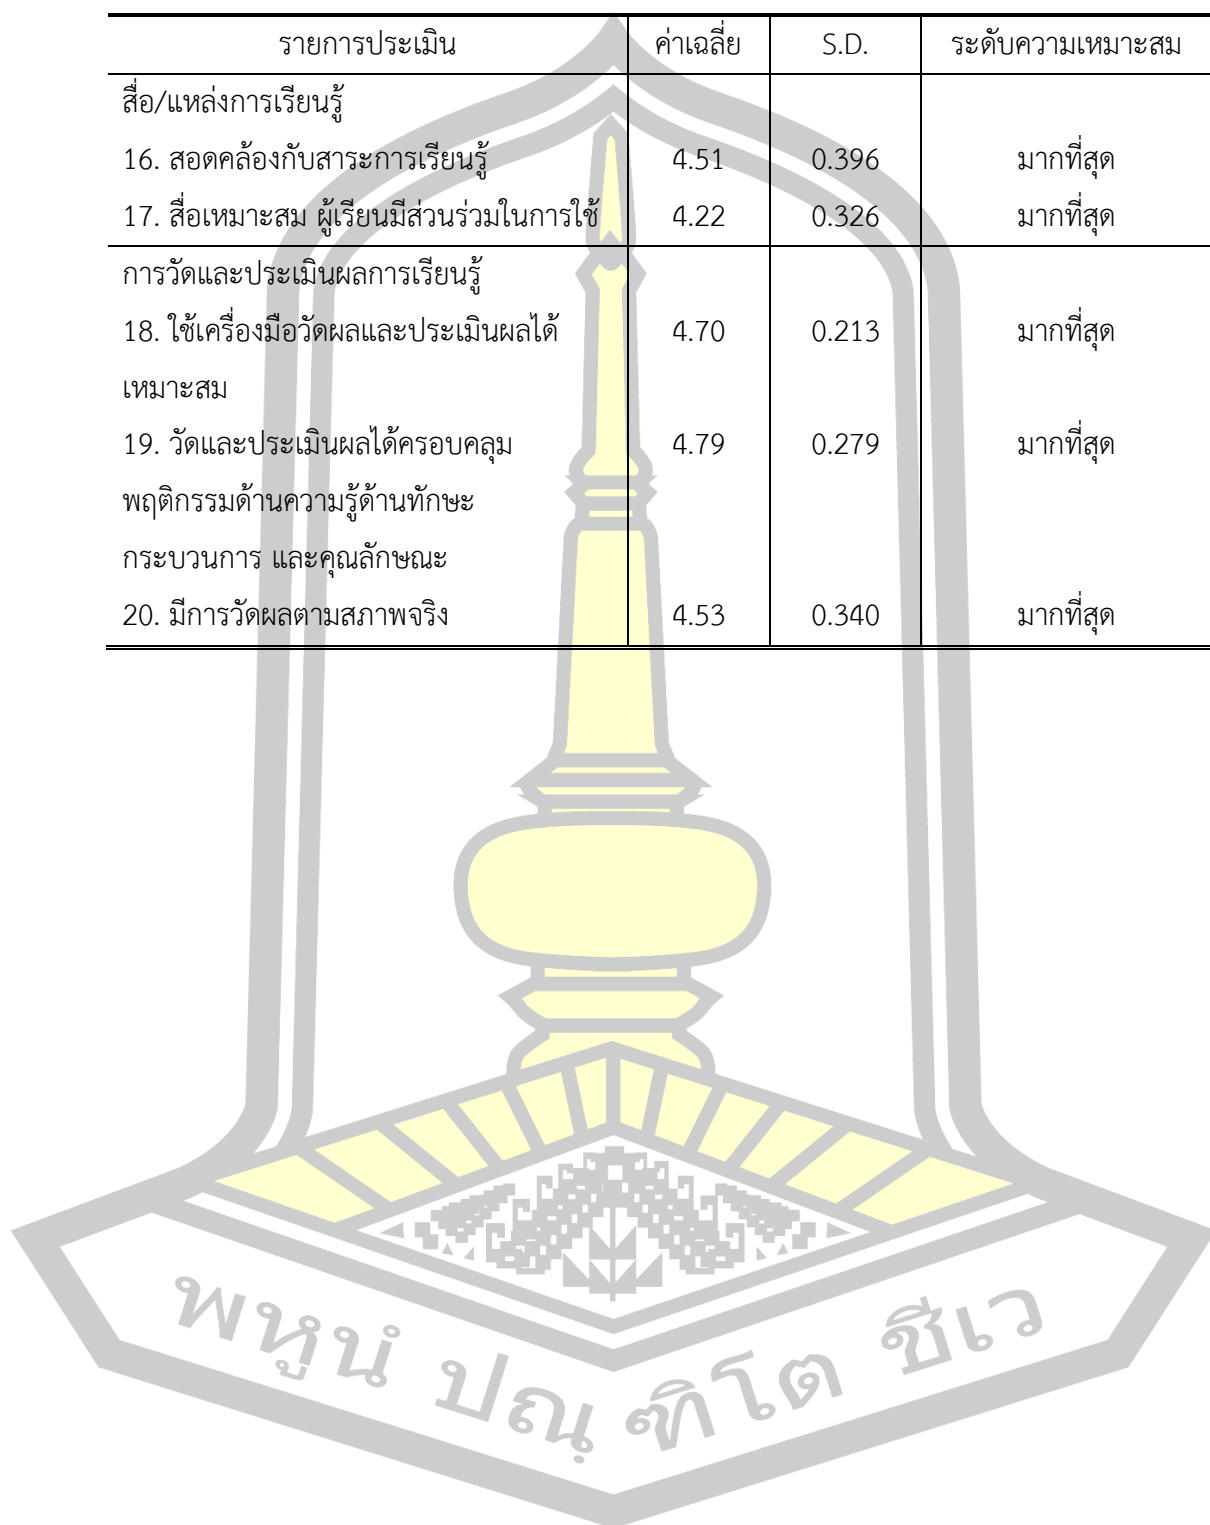 รายการประเมิน ค่าเฉลี่ย S.D. ระดับความเหมาะสม
สื่อ/แหล่งการเรียนรู้
16. สอดคล้องกับสาระการเรียนรู้ 4.51 0.396 มากที่สุด
17. สื่อเหมาะสม ผู้เรียนมีส่วนร่วมในการใช้ 4.22 0.326 มากที่สุด
การวัดและประเมินผลการเรียนรู้
18. ใช้เครื่องมือวัดผลและประเมินผลได้ 4.70 0.213 มากที่สุด
เหมาะสม
19. วัดและประเมินผลได้ครอบคลุม 4.79 0.279 มากที่สุด
พฤติกรรมด้านความรู้ด้านทักษะ
กระบวนการ และคุณลักษณะ
20. มีการวัดผลตามสภาพจริง 4.53 0.340 มากที่สุด
พหูนํ ปณฺ ฑิโต ชีเว